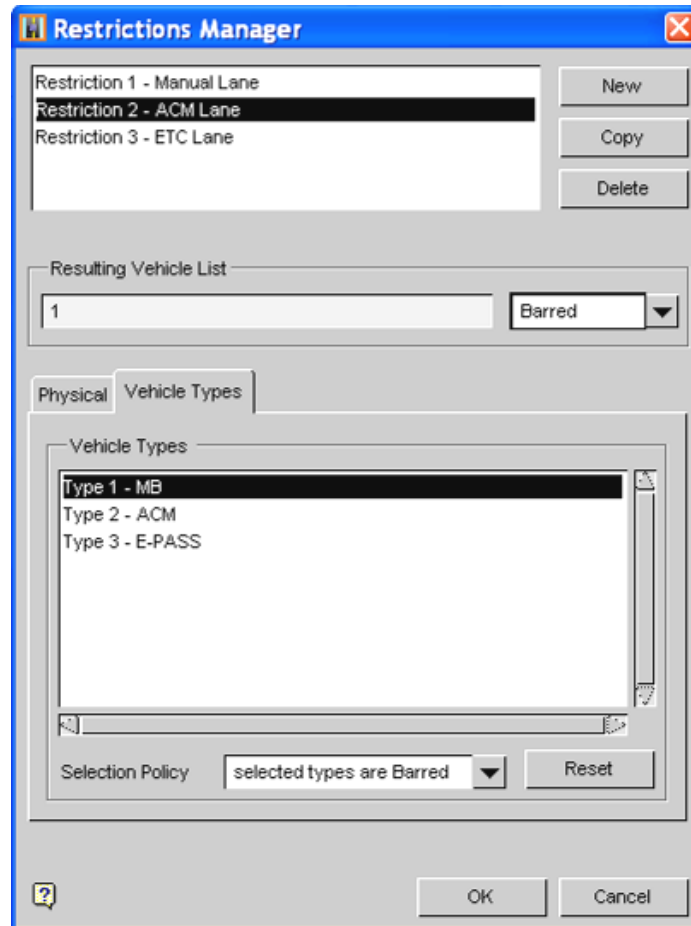 Restrictions Manager
Restriction 1 - Manual Lane
Restriction 2 - ACM Lane
Restriction 3 - ETC Lane
New
Copy
Delete
Resulting Vehicle List
1
Barred
Physical
Vehicle Types
Vehicle Types
Type 1 - MB
Type 2 - ACM
Type 3 - E-PASS
Selection Policy
selected types are Barred
Reset
?
OK
Cancel